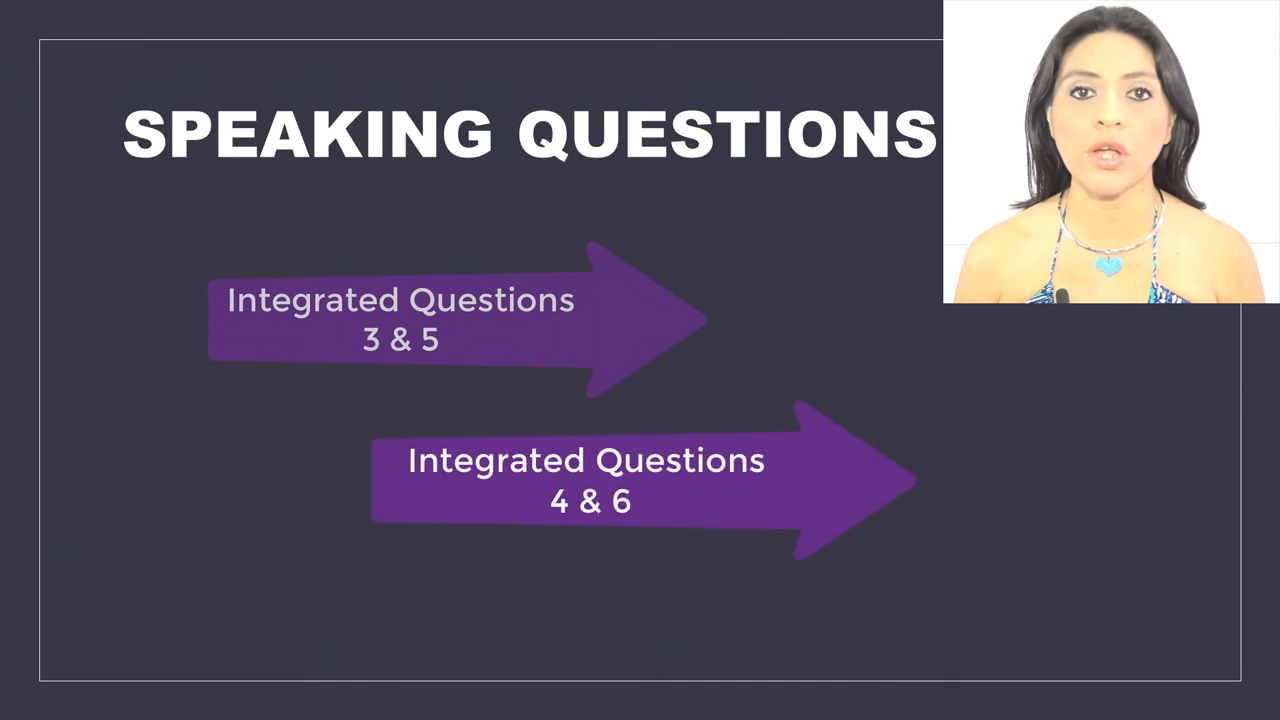 SPEAKING QUESTIONS
Integrated Questions
3 & 5
Integrated Questions
4 & 6